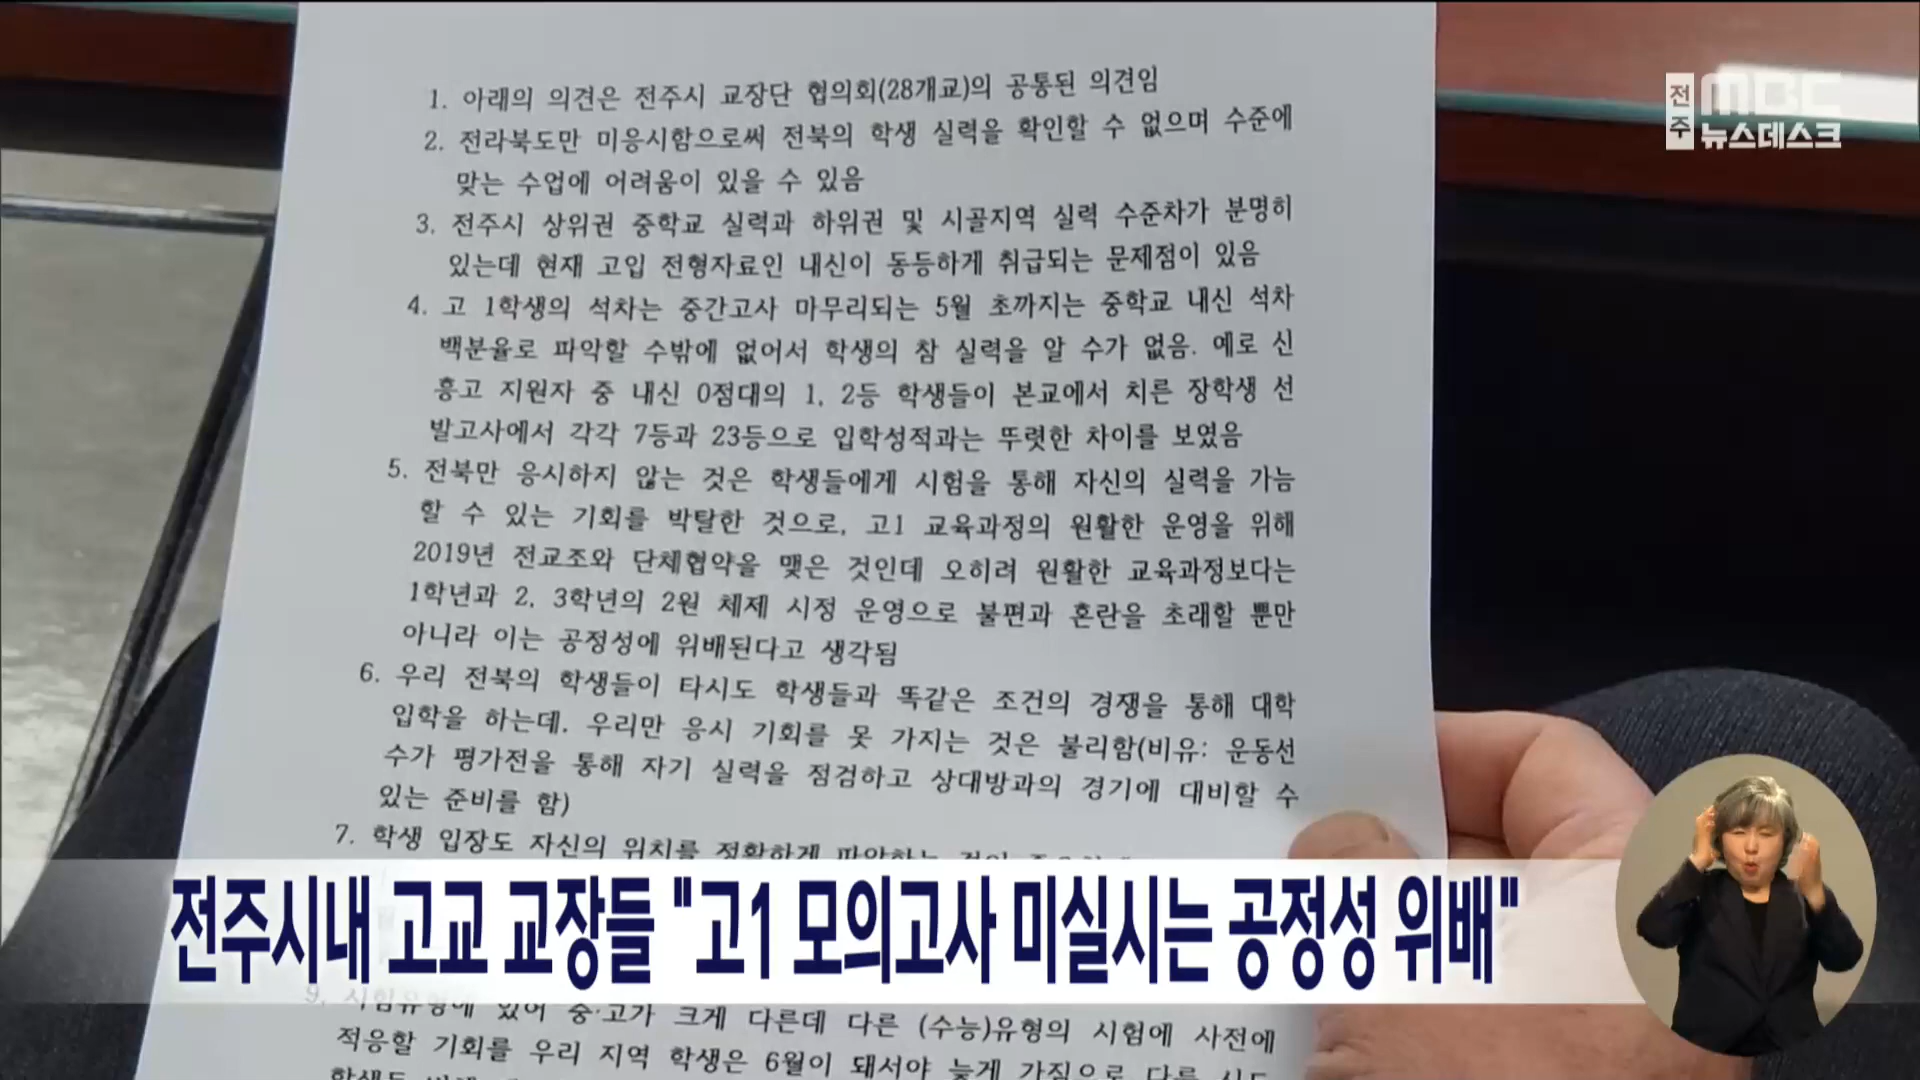 1. 아래의 의견은 전주시 교장단 협의회(28개교)의 공통된 의견임
2. 전라북도만 미응시함으로써 전북의 학생 실력을 확인할 수 없으며 수준에
맞는 수업에 어려움이 있을 수 있음
3. 전주시 상위권 중학교 실력과 하위권 및 시골지역 실력 수준차가 분명히
있는데 현재 고입 전형자료인 내신이 동등하게 취급되는 문제점이 있음
4. 고 1학생의 석차는 중간고사 마무리되는 5월 초까지는 중학교 내신 석차
백분율로 파악할 수밖에 없어서 학생의 참 실력을 알 수가 없음. 예로 신
흥고 지원자 중 내신 0점대의 1, 2등 학생들이 본교에서 치른 장학생 선
발고사에서 각각 7등과 23등으로 입학성적과는 뚜렷한 차이를 보였음
5. 전북만 응시하지 않는 것은 학생들에게 시험을 통해 자신의 실력을 가늠
할 수 있는 기회를 박탈한 것으로, 고1 교육과정의 원활한 운영을 위해
2019년 전교조와 단체협약을 맺은 것인데 오히려 원활한 교육과정보다는
1학년과 2, 3학년의 2원 체제 시정 운영으로 불편과 혼란을 초래할 뿐만
아니라 이는 공정성에 위배된다고 생각됨
6. 우리 전북의 학생들이 타시도 학생들과 똑같은 조건의 경쟁을 통해 대학
입학을 하는데, 우리만 응시 기회를 못 가지는 것은 불리함(비유: 운동선
수가 평가전을 통해 자기 실력을 점검하고 상대방과의 경기에 대비할 수
있는 준비를 함)
7. 학생 입장도 자신의 위치를 정확하게 파악하는
전주시내 고교 교장들 "고1 모의고사 미실시는 공정성 위배"
9. 시험유형에 있어 중·고가 크게 다른데 다른 (수능)유형의 시험에 사전에
적응할 기회를 우리 지역 학생은 6월이 돼서야 늦게 가짐으로 다른 시도
전주 MBC
뉴스데스크